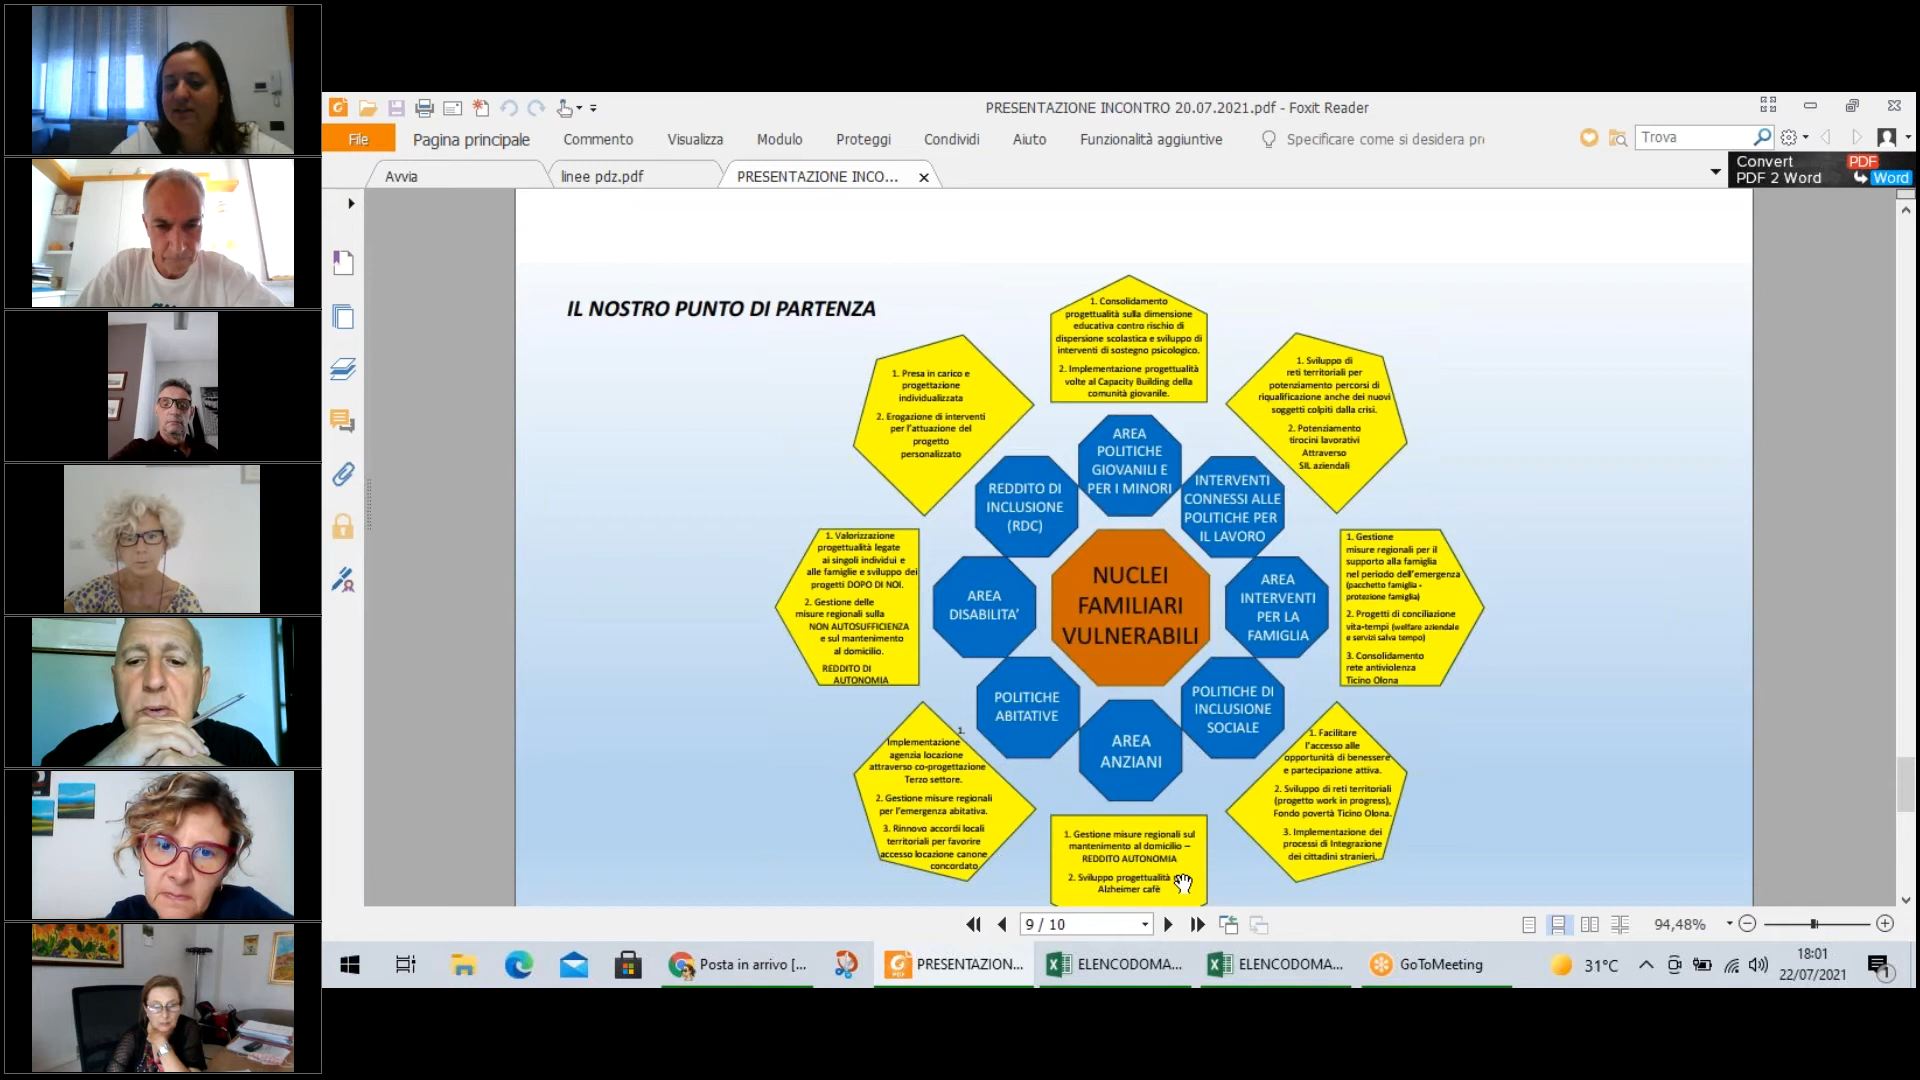 PRESENTAZIONE INCONTRO 20.07.2021.pdf - Foxit Reader
File
Pagina principale
Commento
Visualizza
Modulo
Proteggi
Condividi
Aiuto
Funzionalità aggiuntive
Specificare come si desidera
Trova
Avvia
linee pdz.pdf
PRESENTAZIONE INCO...
Convert PDF
PDF 2 Word Word
IL NOSTRO PUNTO DI PARTENZA
1. Consolidamento
progettualità sulla dimensione
educativa contro rischio di
dispersione scolastica e sviluppo di
interventi di sostegno psicologico.
2. Implementazione progettualità
volte al Capacity Building della
comunità giovanile.
1. Presa in carico e
progettazione
individualizzata
2. Erogazione di interventi
per l'attuazione del
progetto
personalizzato
1. Sviluppo di
reti territoriali per
potenziamento percorsi di
riqualificazione anche dei nuovi
soggetti colpiti dalla crisi.
2. Potenziamento
tirocini lavorativi
Attraverso
SIL aziendali
AREA
POLITICHE
GIOVANILI E
PER I MINORI
REDDITO DI
INCLUSIONE
(RDC)
INTERVENTI
CONNESSI ALLE
POLITICHE PER
IL LAVORO
1. Valorizzazione
progettualità legate
ai singoli individui e
alle famiglie e sviluppo dei
progetti DOPO DI NOI.
2. Gestione delle
misure regionali sulla
NON AUTOSUFFICIENZA
e sul mantenimento
al domicilio.
REDDITO DI
AUTONOMIA
AREA
DISABILITA'
NUCLEI
FAMILIARI
VULNERABILI
AREA
INTERVENTI
PER LA
FAMIGLIA
1. Gestione
misure regionali per il
supporto alla famiglia
nel periodo dell'emergenza
(pacchetto famiglia -
protezione famiglia)
2. Progetti di conciliazione
vita-tempi (welfare aziendale
e servizi salva tempo)
3. Consolidamento
rete antiviolenza
Ticino Olona
POLITICHE
ABITATIVE
AREA
ANZIANI
POLITICHE DI
INCLUSIONE
SOCIALE
1.
Implementazione
agenzia locazione
attraverso co-progettazione
Terzo settore.
2. Gestione misure regionali
per l'emergenza abitativa.
3. Rinnovo accordi locali
territoriali per favorire
accesso locazione canone
concordato
1. Gestione misure regionali sul
mantenimento al domicilio –
REDDITO AUTONOMIA
2. Sviluppo progettualità
Alzheimer cafè
1. Facilitare
l'accesso alle
opportunità di benessere
e partecipazione attiva.
2. Sviluppo di reti territoriali
(progetto work in progress),
Fondo povertà Ticino Olona.
3. Implementazione dei
processi di Integrazione
dei cittadini stranieri.
9 / 10
94,48%
Posta in arrivo [...
PRESENTAZION...
ELENCODOMA...
ELENCODOMA...
GoToMeeting
31°C
18:01
22/07/2021
1